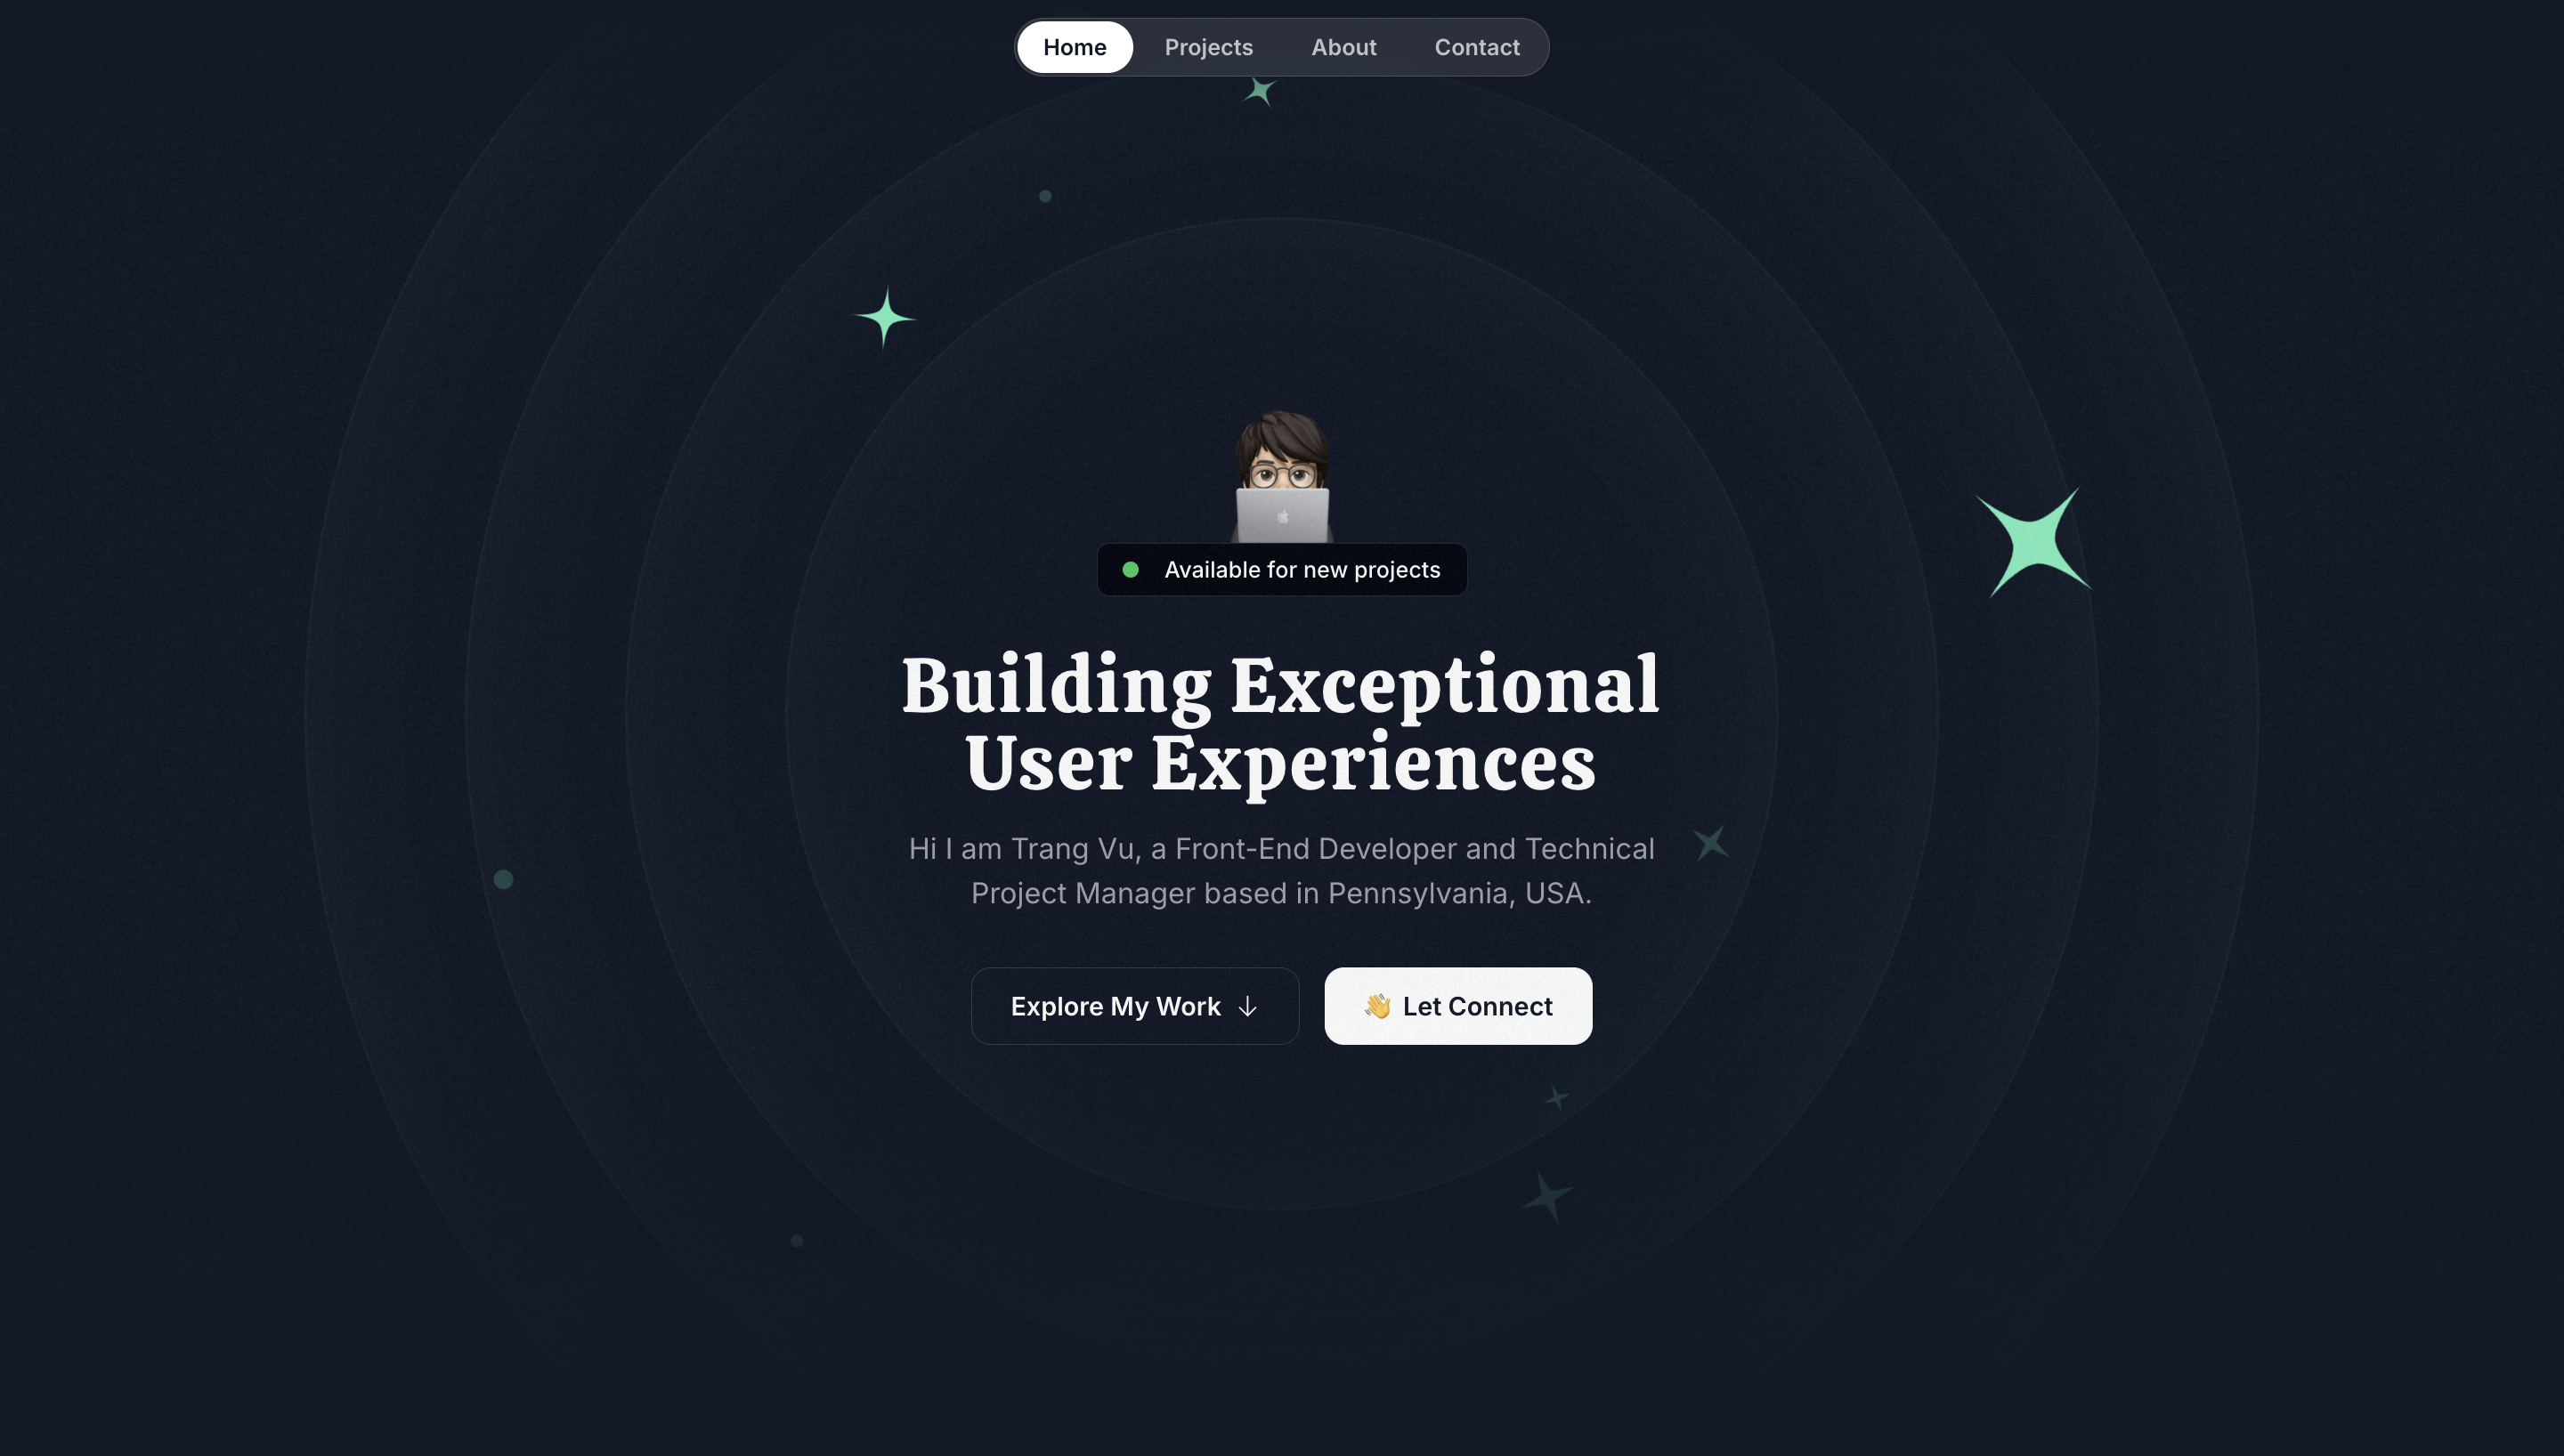 Home Projects About Contact
Available for new projects
Building Exceptional
User Experiences
Hi I am Trang Vu, a Front-End Developer and Technical
Project Manager based in Pennsylvania, USA.
Explore My Work ↓ 👋 Let Connect